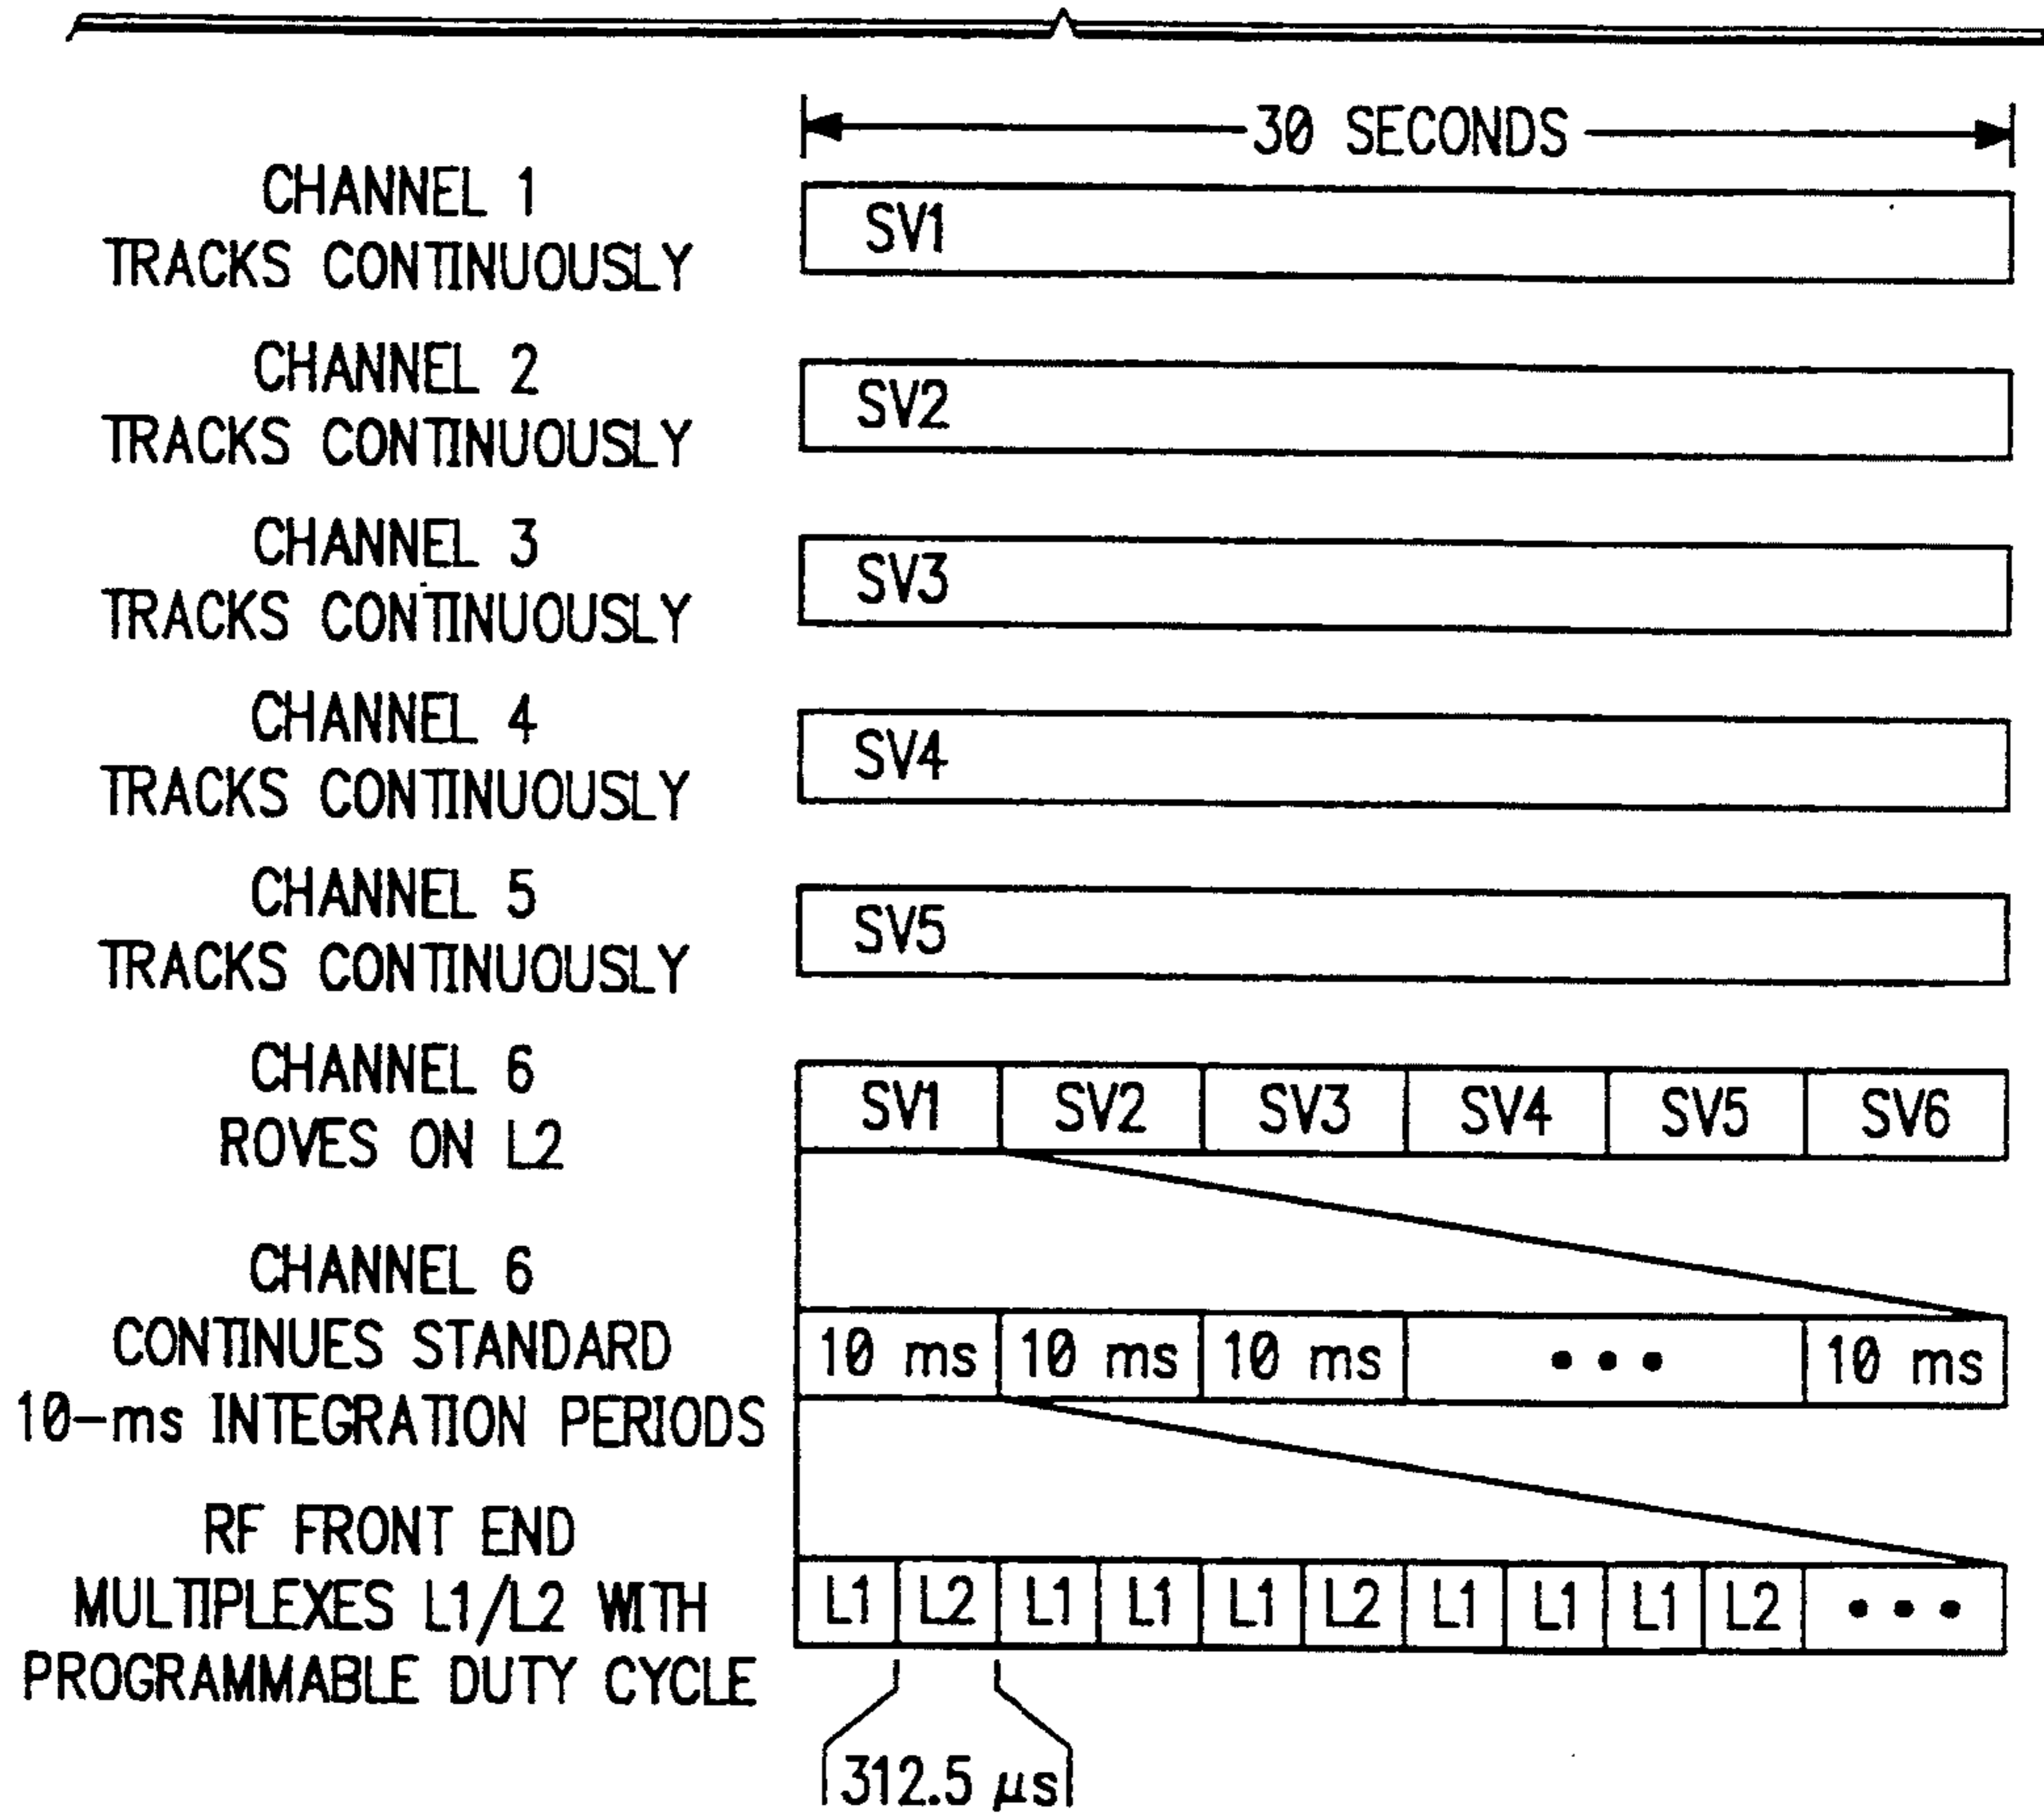 30 SECONDS
CHANNEL 1
TRACKS CONTINUOUSLY
SV1
CHANNEL 2
TRACKS CONTINUOUSLY
SV2
CHANNEL 3
TRACKS CONTINUOUSLY
SV3
CHANNEL 4
TRACKS CONTINUOUSLY
SV4
CHANNEL 5
TRACKS CONTINUOUSLY
SV5
CHANNEL 6
ROVES ON L2
SV1 SV2 SV3 SV4 SV5 SV6
CHANNEL 6
CONTINUES STANDARD
10-ms INTEGRATION PERIODS
10 ms 10 ms 10 ms • • • 10 ms
RF FRONT END
MULTIPLEXES L1/L2 WITH
PROGRAMMABLE DUTY CYCLE
L1 L2 L1 L1 L1 L2 L1 L1 L1 L2 • • •
312.5 µs